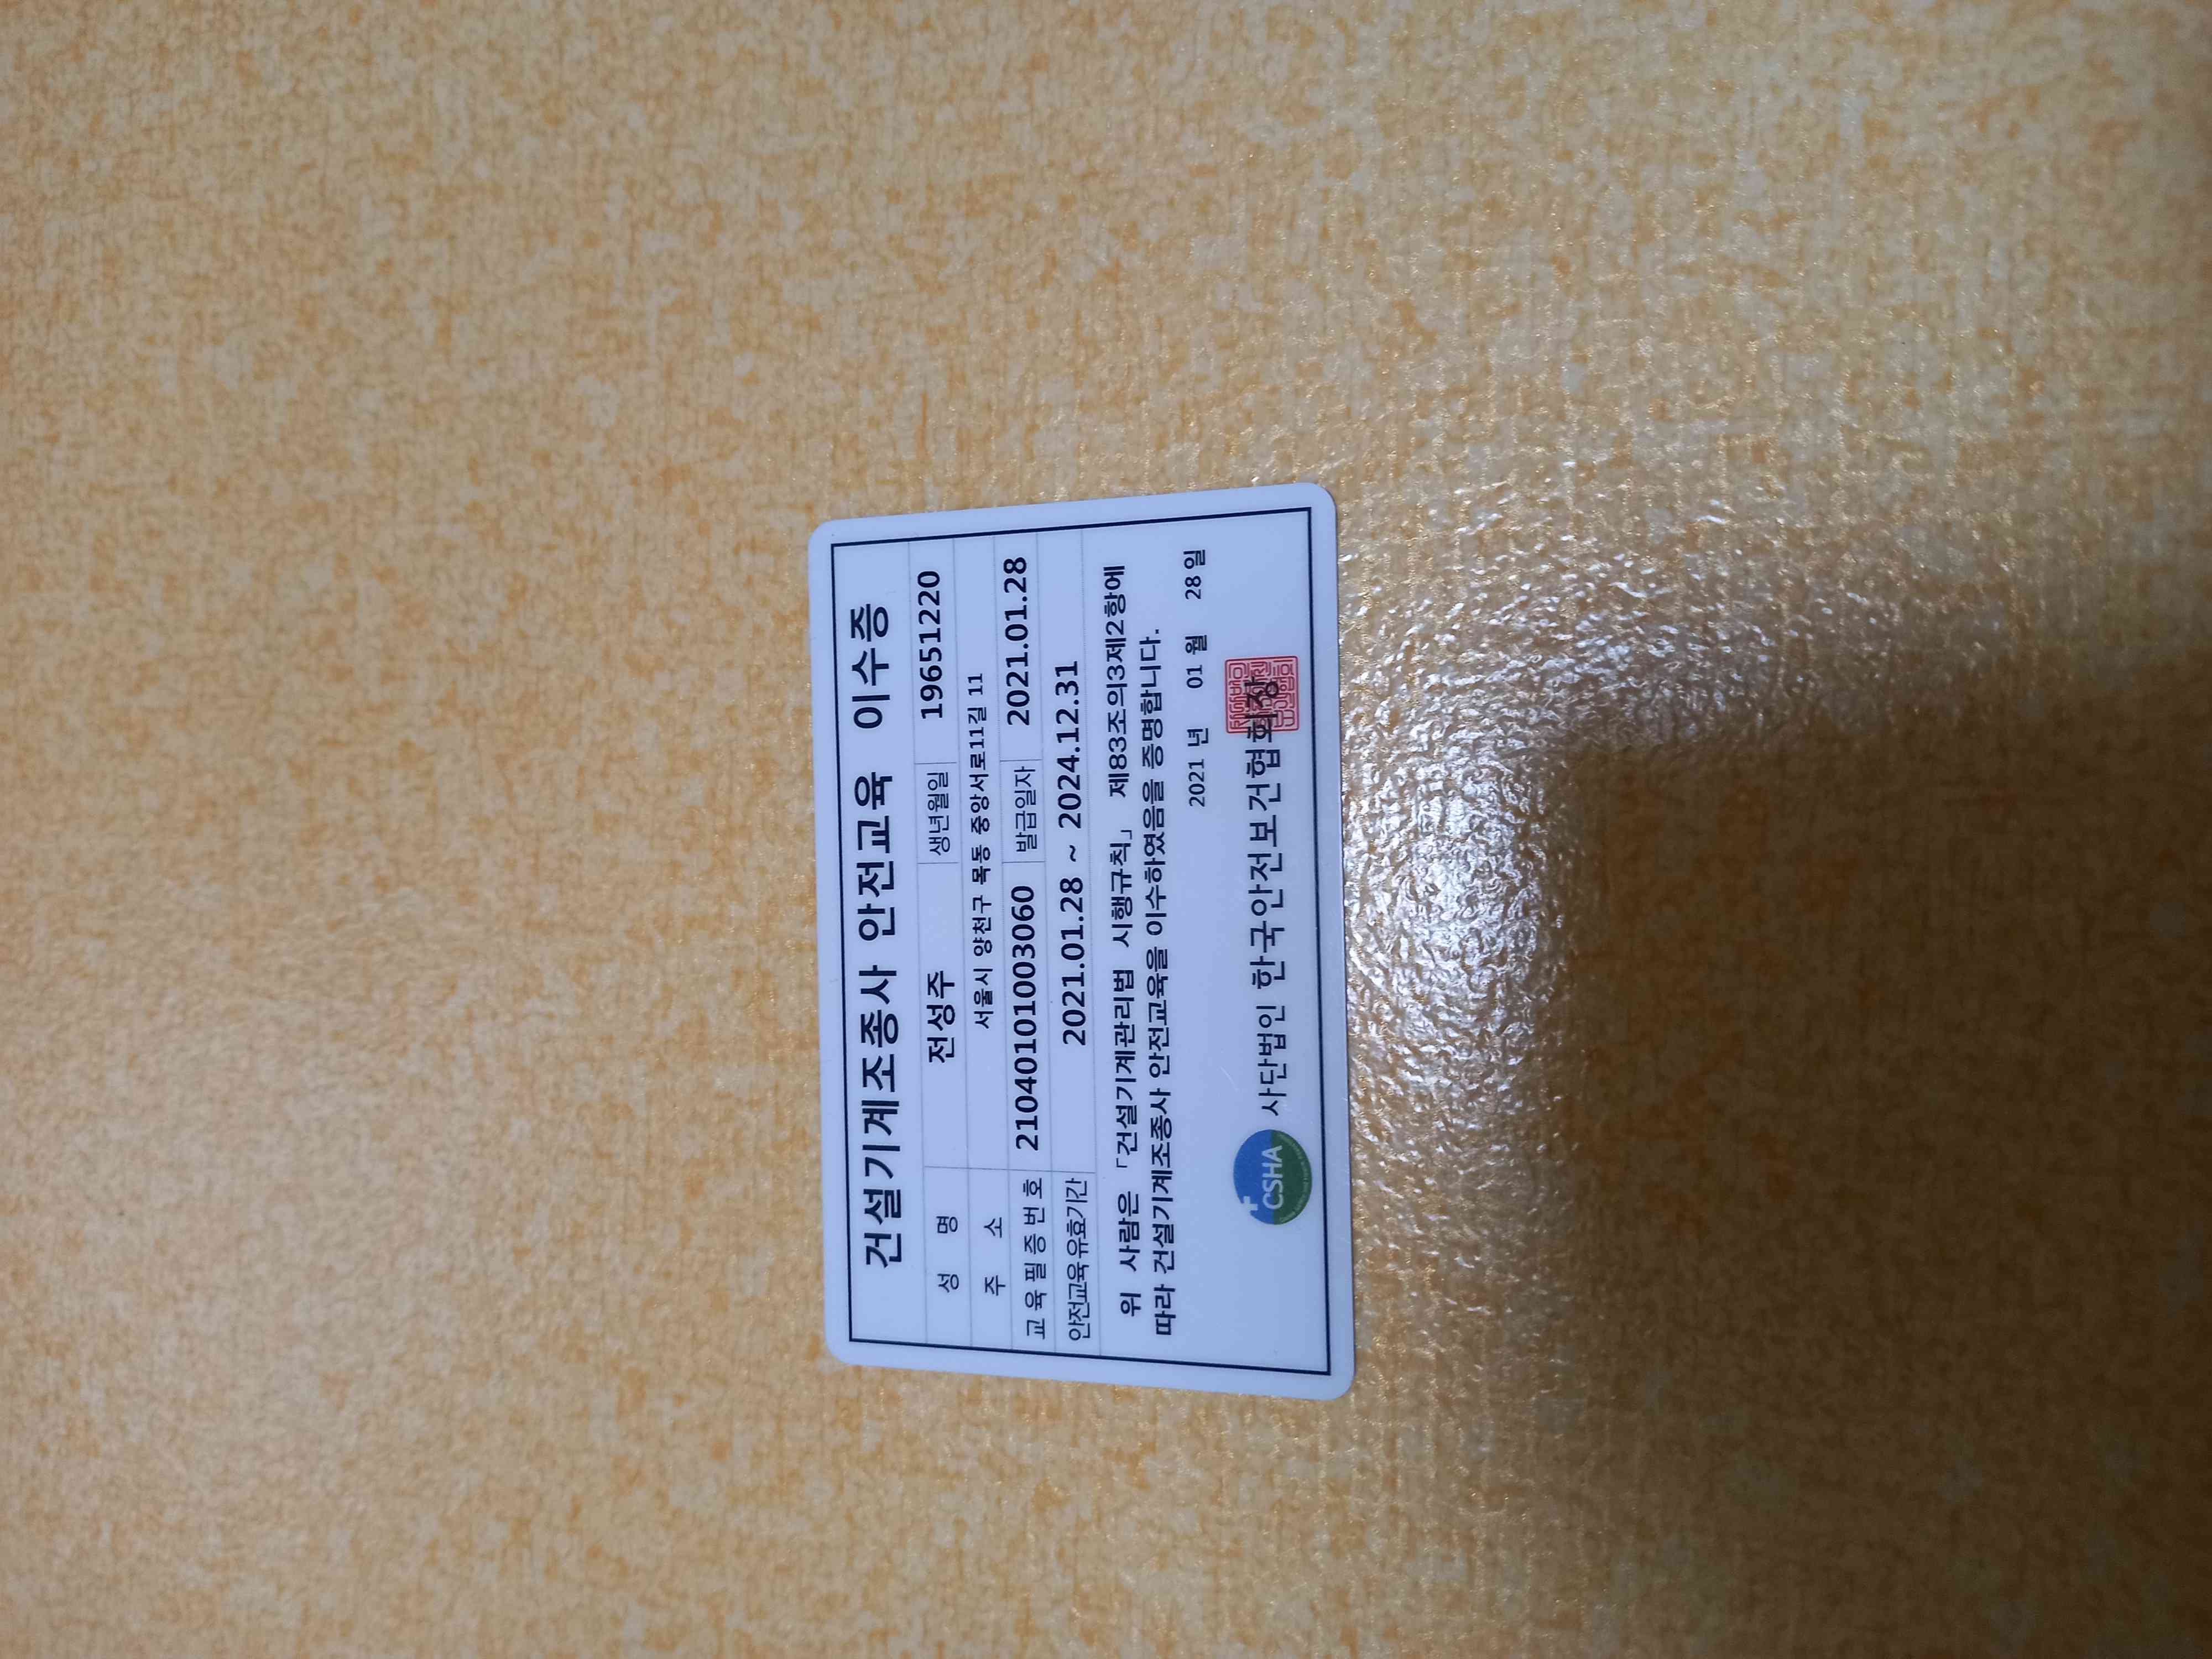 건설기계조종사 안전교육 이수증
성 명 전성주 생년월일 19651220
주 소 서울시 양천구 목동 중앙서로11길 11
교육필증번호 2104010101003060 발급일자 2021.01.28
안전교육유효기간 2021.01.28 ~ 2024.12.31
위 사람은 「건설기계관리법 시행규칙」 제83조의3제2항에
따라 건설기계조종사 안전교육을 이수하였음을 증명합니다.
2021 년 01 월 28 일
CSHA 사단법인 한국안전보건협회장